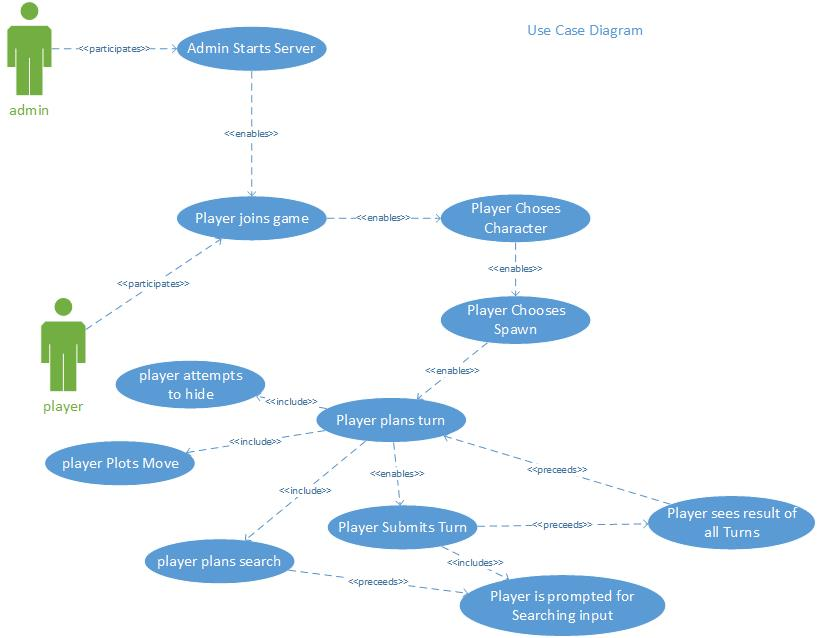 Use Case Diagram
<<participates>>
Admin Starts Server
admin
<<enables>>
Player joins game
<<enables>>
Player Choses
Character
<<enables>>
<<participates>>
Player Chooses
Spawn
player
<<enables>>
player attempts
to hide
<<include>>
Player plans turn
<<include>>
player Plots Move
<<enables>>
<<preceeds>>
<<include>>
Player Submits Turn
<<preceeds>>
Player sees result of
all Turns
player plans search
<<includes>>
<<preceeds>>
Player is prompted for
Searching input